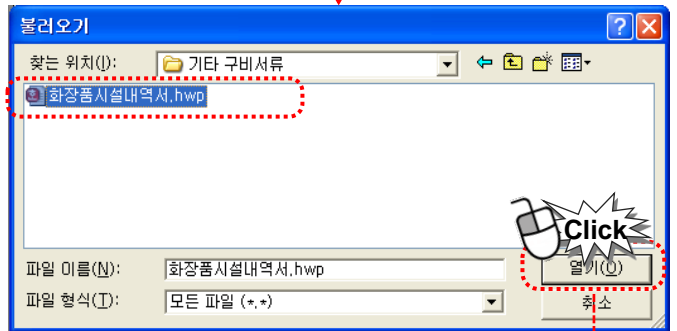 불러오기
찾는 위치(I):
기타 구비서류
화장품시설내역서.hwp
Click
파일 이름(N):
화장품시설내역서.hwp
열기(O)
파일 형식(T):
모든 파일 (*.*)
취소